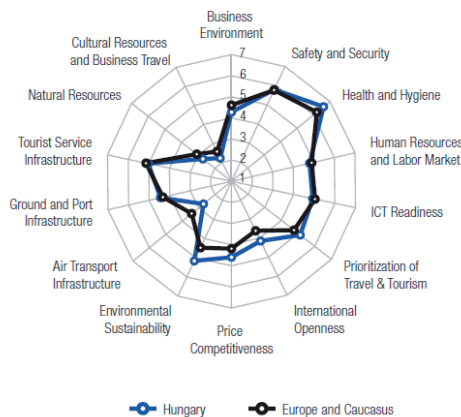 Business
Environment
Cultural Resources
and Business Travel
Safety and Security
Natural Resources
Health and Hygiene
Tourist Service
Infrastructure
Human Resources
and Labor Market
Ground and Port
Infrastructure
ICT Readiness
Air Transport
Infrastructure
Prioritization of
Travel & Tourism
Environmental
Sustainability
International
Openness
Price
Competitiveness
7
6
5
4
3
2
1
Hungary
Europe and Caucasus